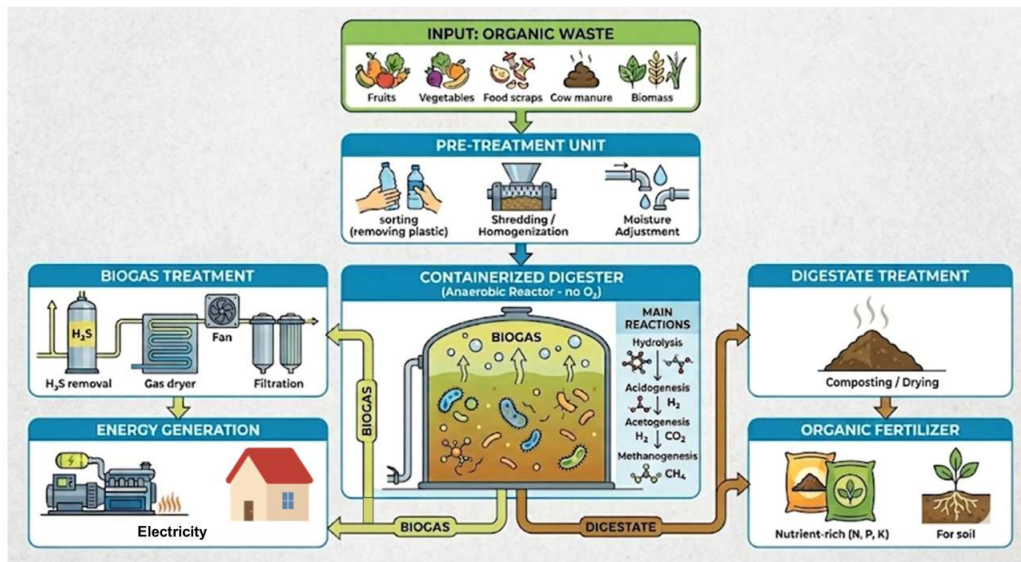 INPUT: ORGANIC WASTE
Fruits
Vegetables
Food scraps
Cow manure
Biomass
PRE-TREATMENT UNIT
sorting
(removing plastic)
Shredding /
Homogenization
Moisture
Adjustment
BIOGAS TREATMENT
H₂S
Fan
H₂S removal
Gas dryer
Filtration
CONTAINERIZED DIGESTER
(Anaerobic Reactor - no O₂)
BIOGAS
MAIN
REACTIONS
Hydrolysis
Acidogenesis
H₂
Acetogenesis
H₂
CO₂
Methanogenesis
CH₄
DIGESTATE TREATMENT
Composting / Drying
BIOGAS
ENERGY GENERATION
Electricity
ORGANIC FERTILIZER
Nutrient-rich (N, P, K)
For soil
BIOGAS
DIGESTATE